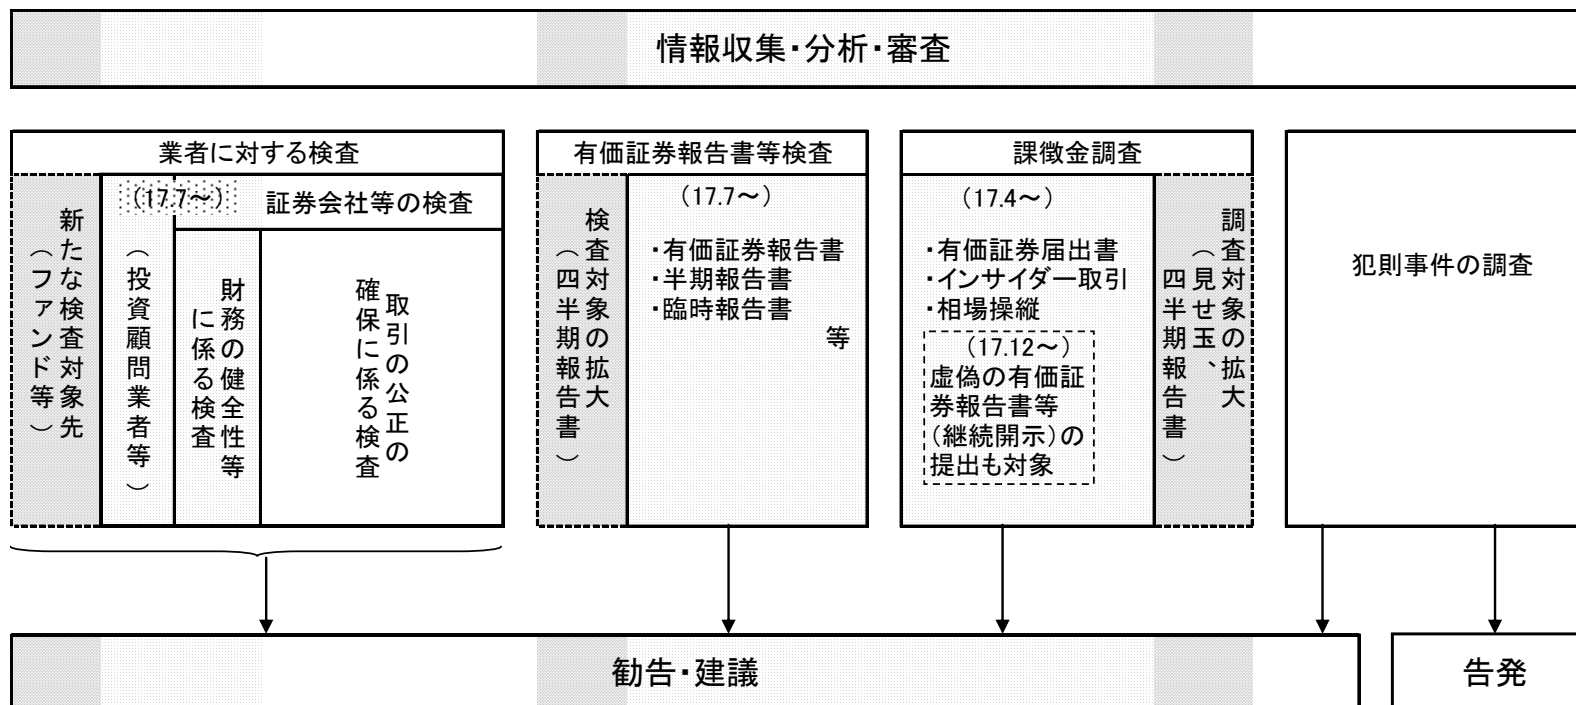 情報収集・分析・審査
業者に対する検査
新たな検査対象先
（ファンド等）
（17.7～）
（投資顧問業者等）
証券会社等の検査
財務の健全性等
に係る検査
取引の公正の
確保に係る検査
有価証券報告書等検査
検査対象の拡大
（四半期報告書の）
（17.7～）
・有価証券報告書
・半期報告書
・臨時報告書
等
課徴金調査
（17.4～）
・有価証券届出書
・インサイダー取引
・相場操縦
（17.12～）
虚偽の有価証
券報告書等
（継続開示）の
提出も対象
調査対象の拡大
（見せ玉、
四半期報告書）
犯則事件の調査
勧告・建議
告発